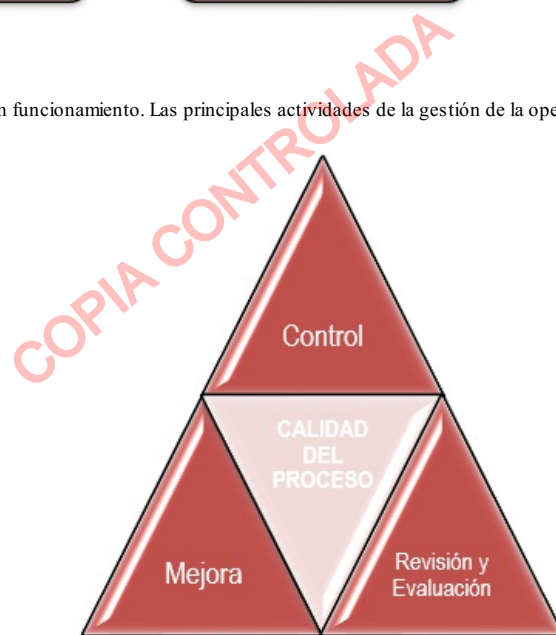 n funcionamiento. Las principales actividades de la gestión de la ope
COPIA CONTROLADA
Control
CALIDAD
DEL
PROCESO
Mejora
Revisión y
Evaluación